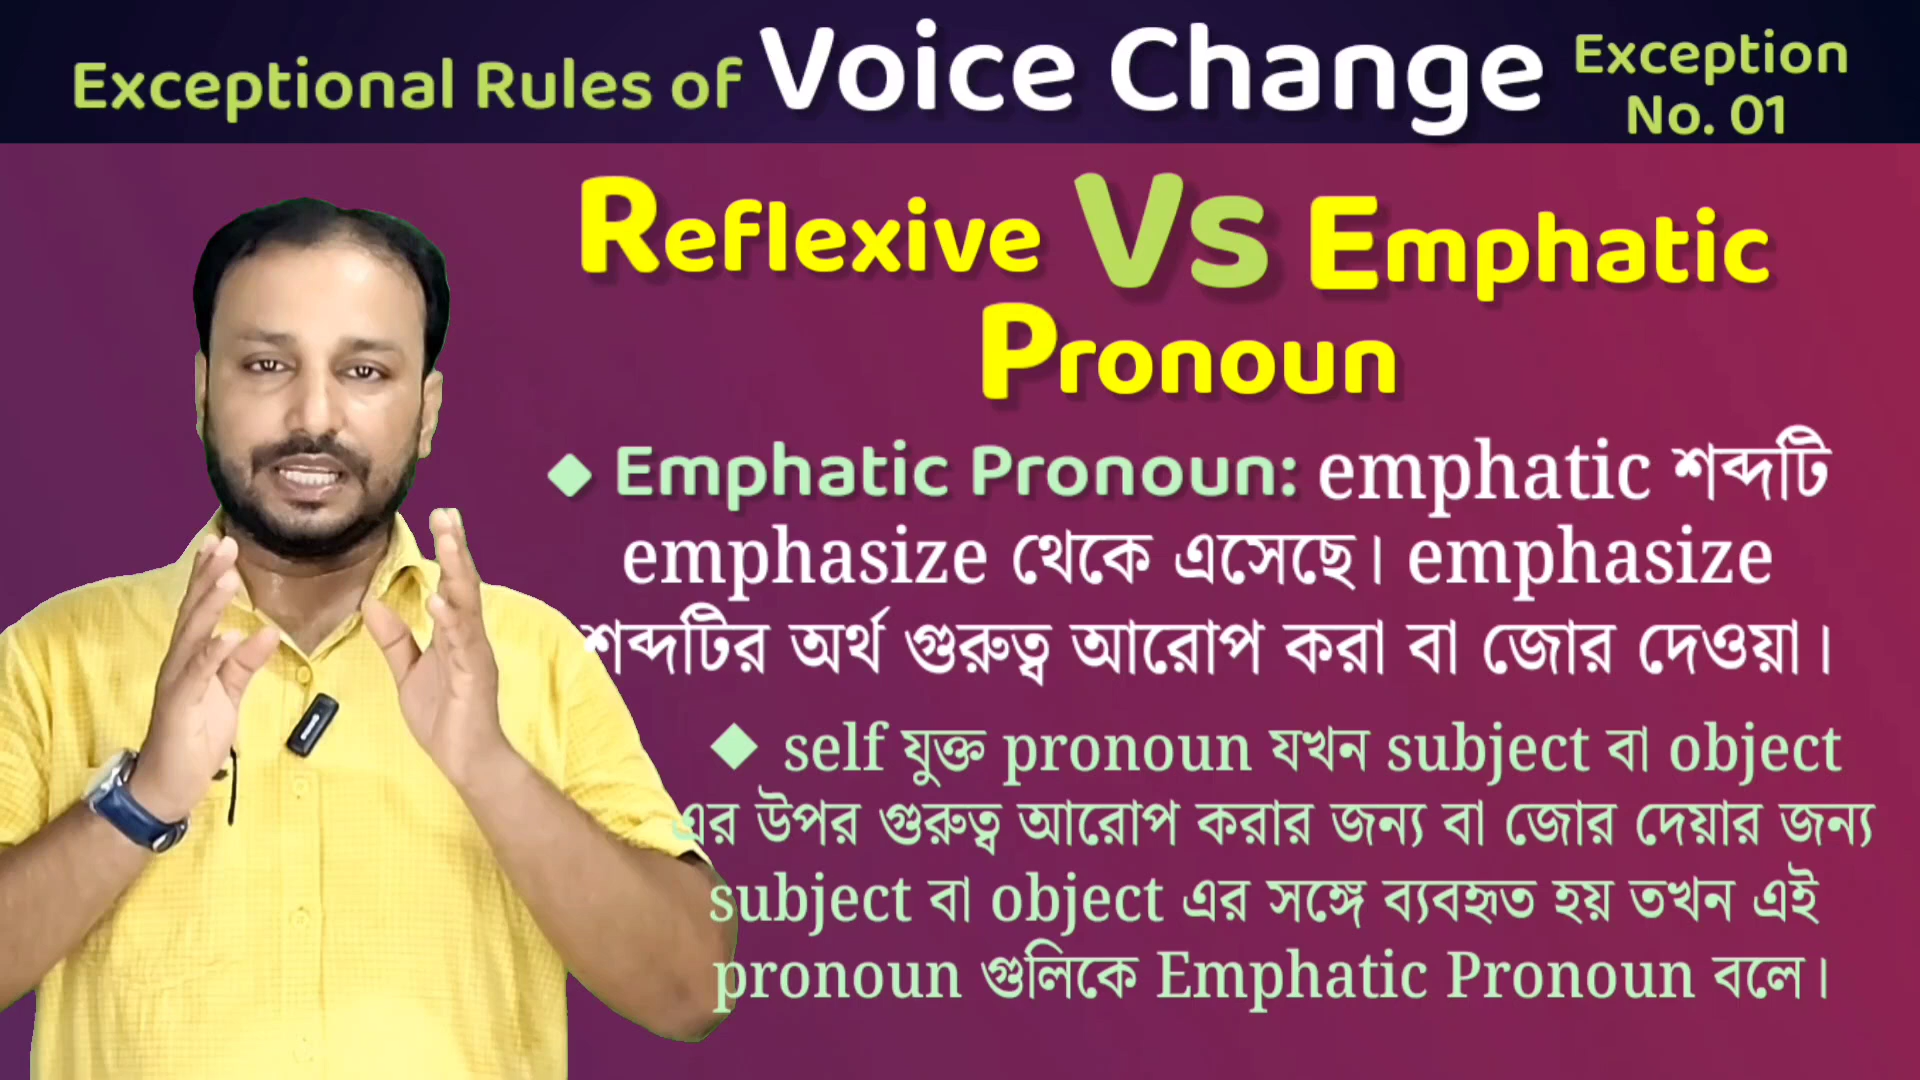 Exceptional Rules of Voice Change Exception No. 01
Reflexive Vs Emphatic
Pronoun
◆ Emphatic Pronoun: emphatic শব্দটি
emphasize থেকে এসেছে। emphasize
শব্দটির অর্থ গুরুত্ব আরোপ করা বা জোর দেওয়া।
◆ self যুক্ত pronoun যখন subject বা object
এর উপর গুরুত্ব আরোপ করার জন্য বা জোর দেয়ার জন্য
subject বা object এর সঙ্গে ব্যবহৃত হয় তখন এই
pronoun গুলিকে Emphatic Pronoun বলে।